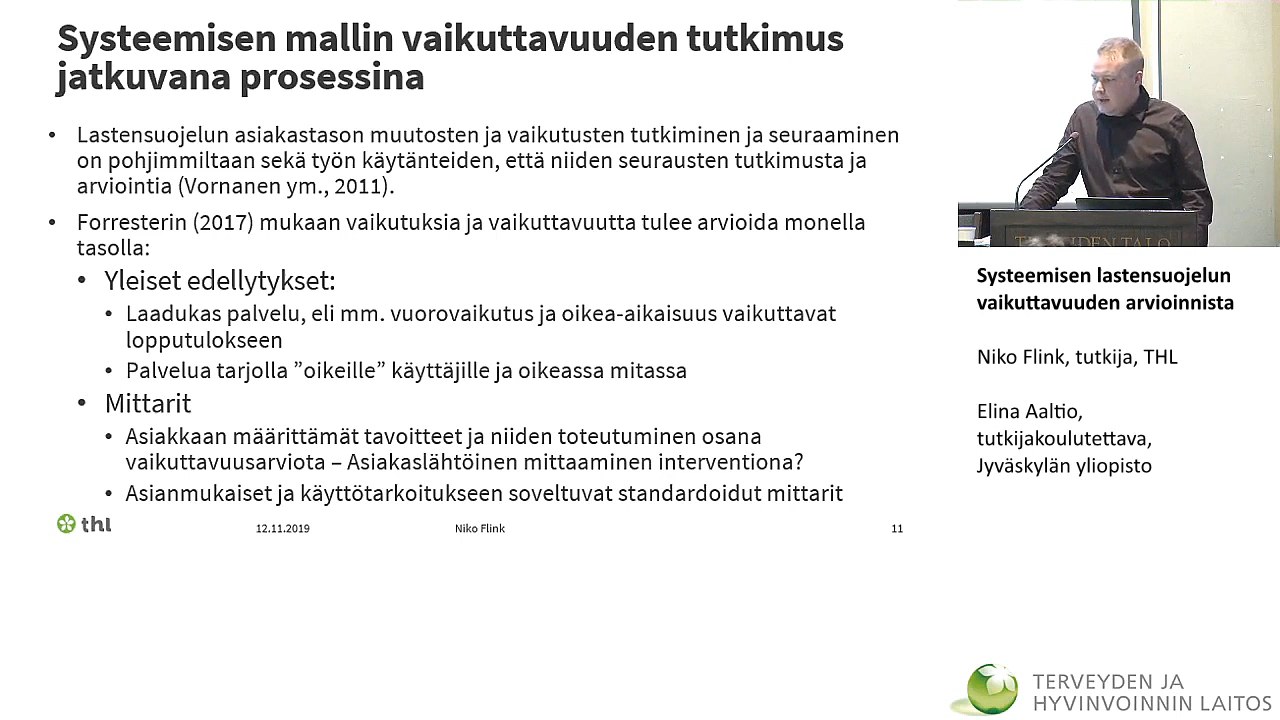 Systeemisen mallin vaikuttavuuden tutkimus
jatkuvana prosessina
• Lastensuojelun asiakastason muutosten ja vaikutusten tutkiminen ja seuraaminen
on pohjimmiltaan sekä työn käytänteiden, että niiden seurausten tutkimusta ja
arviointia (Vornanen ym., 2011).
• Forresterin (2017) mukaan vaikutuksia ja vaikuttavuutta tulee arvioida monella
tasolla:
• Yleiset edellytykset:
• Laadukas palvelu, eli mm. vuorovaikutus ja oikea-aikaisuus vaikuttavat
lopputulokseen
• Palvelua tarjolla ”oikeille” käyttäjille ja oikeassa mitassa
• Mittarit
• Asiakkaan määrittämät tavoitteet ja niiden toteutuminen osana
vaikuttavuusarviota – Asiakaslähtöinen mittaaminen interventiona?
• Asianmukaiset ja käyttötarkoitukseen soveltuvat standardoidut mittarit
thl
12.11.2019
Niko Flink
11
TALO
Systeemisen lastensuojelun
vaikuttavuuden arvioinnista
Niko Flink, tutkija, THL
Elina Aaltio,
tutkijakoulutettava,
Jyväskylän yliopisto
TERVEYDEN JA
HYVINVOINNIN LAITOS